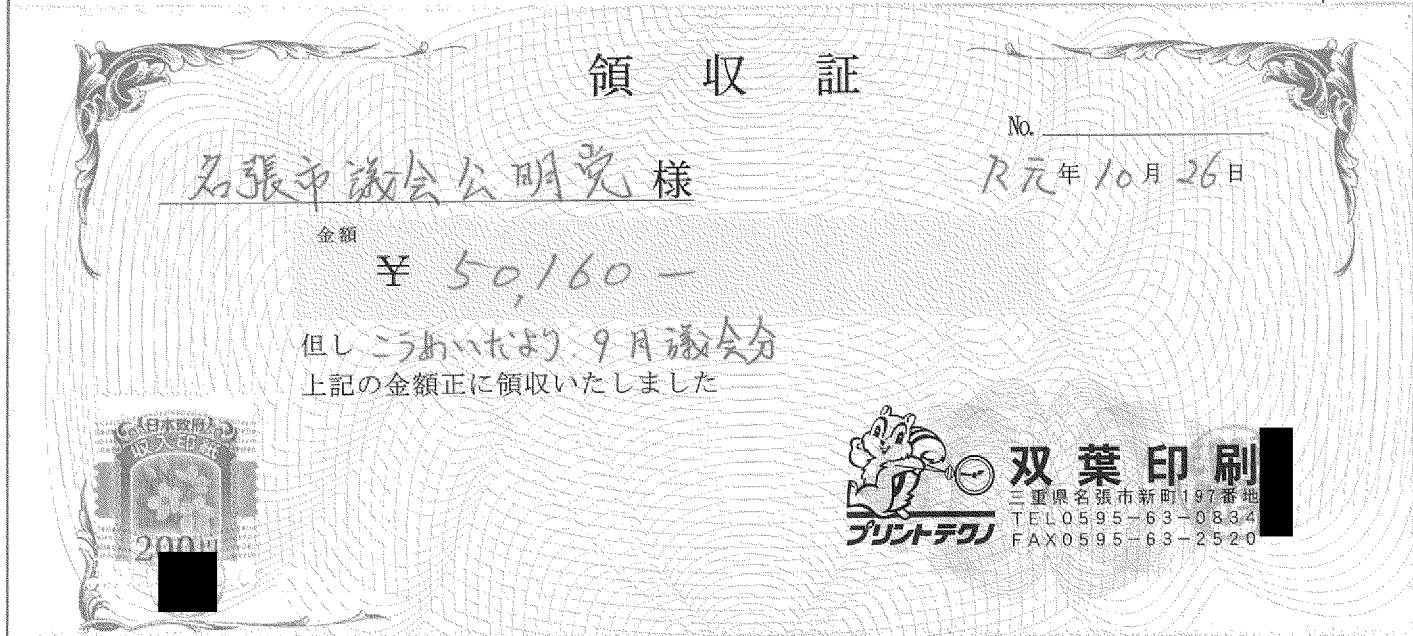 領 収 証
No.
名張市議会公明党 様
R元年10月26日
金額
¥ 50,160-
但し こうめいだより 9月議会分
上記の金額正に領収いたしました
日本政府
収入印紙
200円
双葉印刷
三重県名張市新町197番地
TEL0595-63-0834
FAX0595-63-2520
プリントテクノ